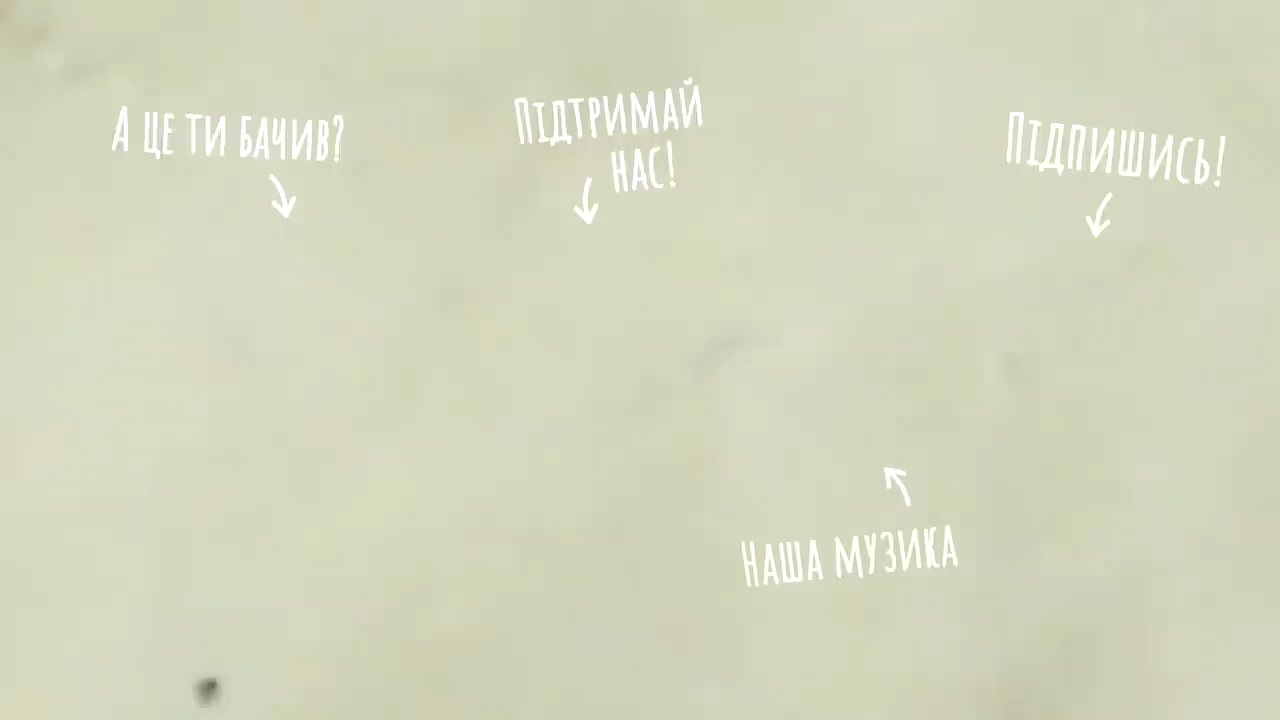 А це ти бачив?
Підтримай
нас!
Підпишись!
Наша музика